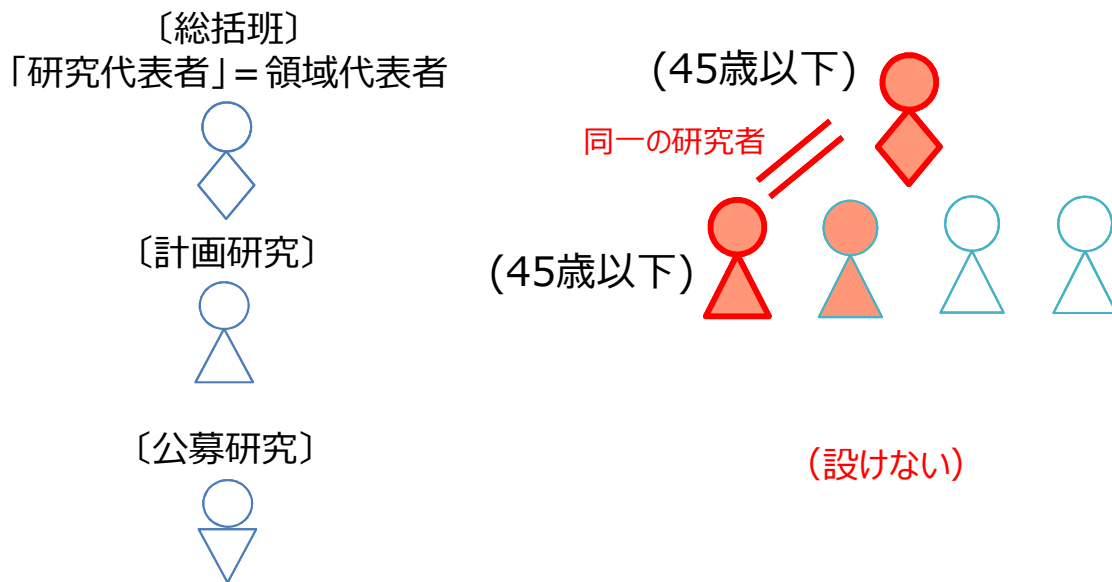 〔総括班〕
「研究代表者」＝領域代表者
〔計画研究〕
〔公募研究〕
(45歳以下)
同一の研究者
(45歳以下)
（設けない）